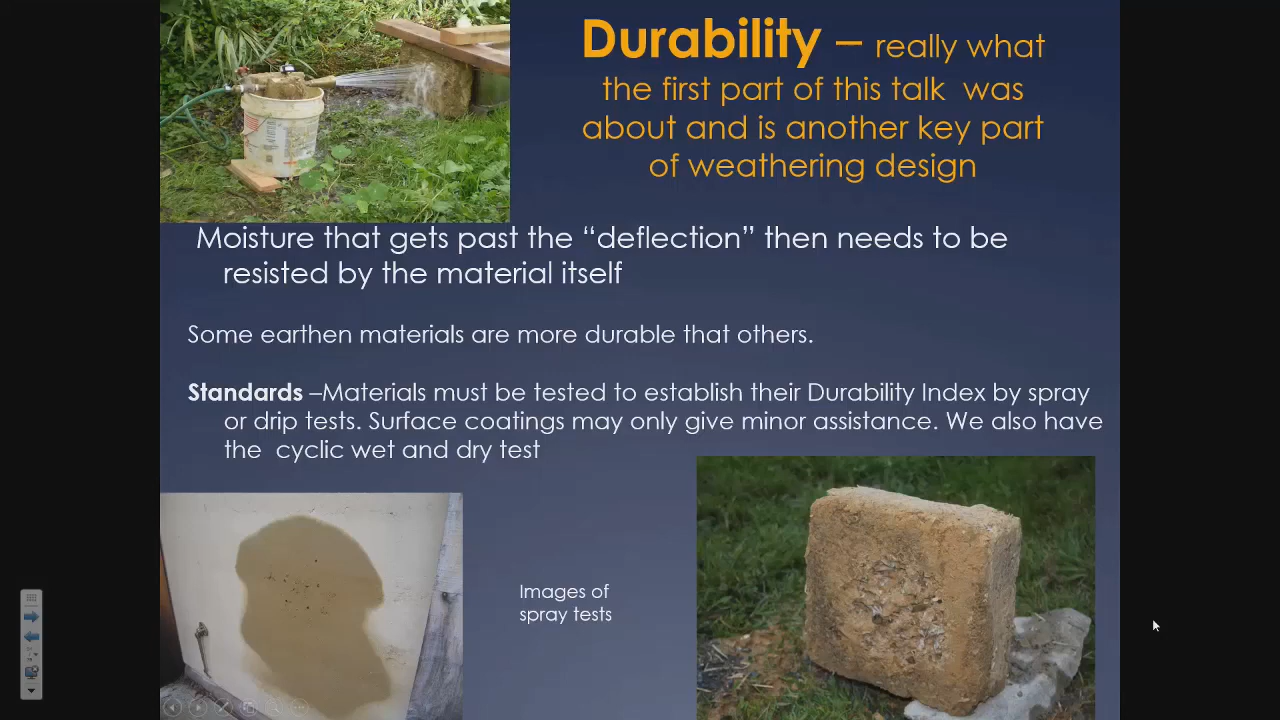 Durability – really what
the first part of this talk was
about and is another key part
of weathering design
Moisture that gets past the “deflection” then needs to be
resisted by the material itself
Some earthen materials are more durable that others.
Standards –Materials must be tested to establish their Durability Index by spray
or drip tests. Surface coatings may only give minor assistance. We also have
the cyclic wet and dry test
Images of
spray tests